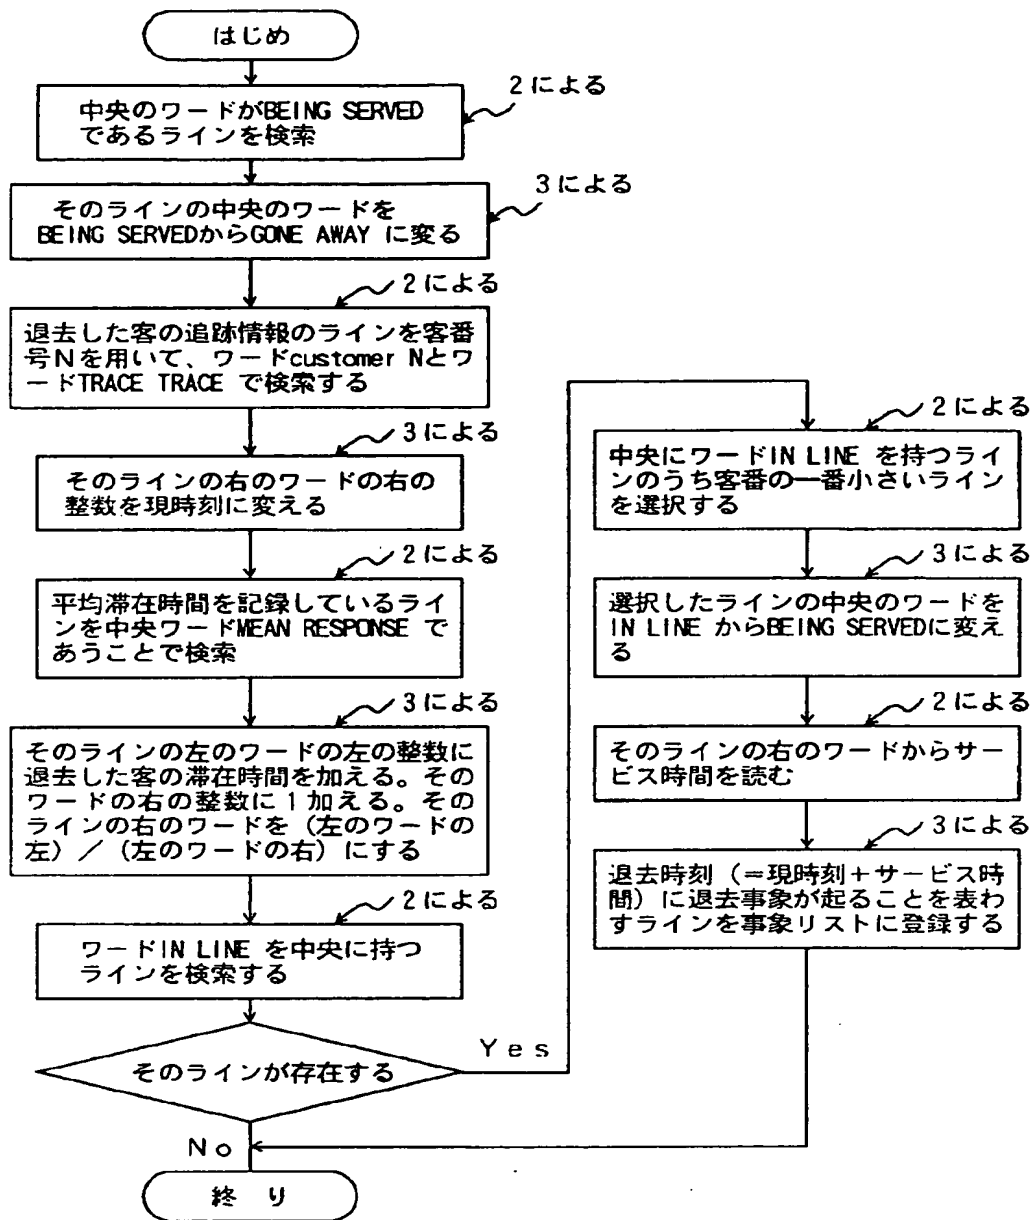 はじめ
2による
中央のワードがBEING SERVED
であるラインを検索
3による
そのラインの中央のワードを
BEING SERVEDからGONE AWAY に変る
2による
退去した客の追跡情報のラインを客番
号Nを用いて、ワードcustomer Nとワ
ードTRACE TRACE で検索する
3による
そのラインの右のワードの右の
整数を現時刻に変える
2による
平均滞在時間を記録しているライ
ンを中央ワードMEAN RESPONSE で
あうことで検索
3による
そのラインの左のワードの左の整数に
退去した客の滞在時間を加える。その
ワードの右の整数に1加える。その
ラインの右のワードを(左のワードの
左)/(左のワードの右)にする
2による
ワードIN LINE を中央に持つ
ラインを検索する
そのラインが存在する
Yes
No
終り
2による
中央にワードIN LINE を持つライ
ンのうち客番の一番小さいライン
を選択する
3による
選択したラインの中央のワードを
IN LINE からBEING SERVEDに変え
る
2による
そのラインの右のワードからサー
ビス時間を読む
3による
退去時刻(=現時刻+サービス時
間)に退去事象が起ることを表わ
すラインを事象リストに登録する